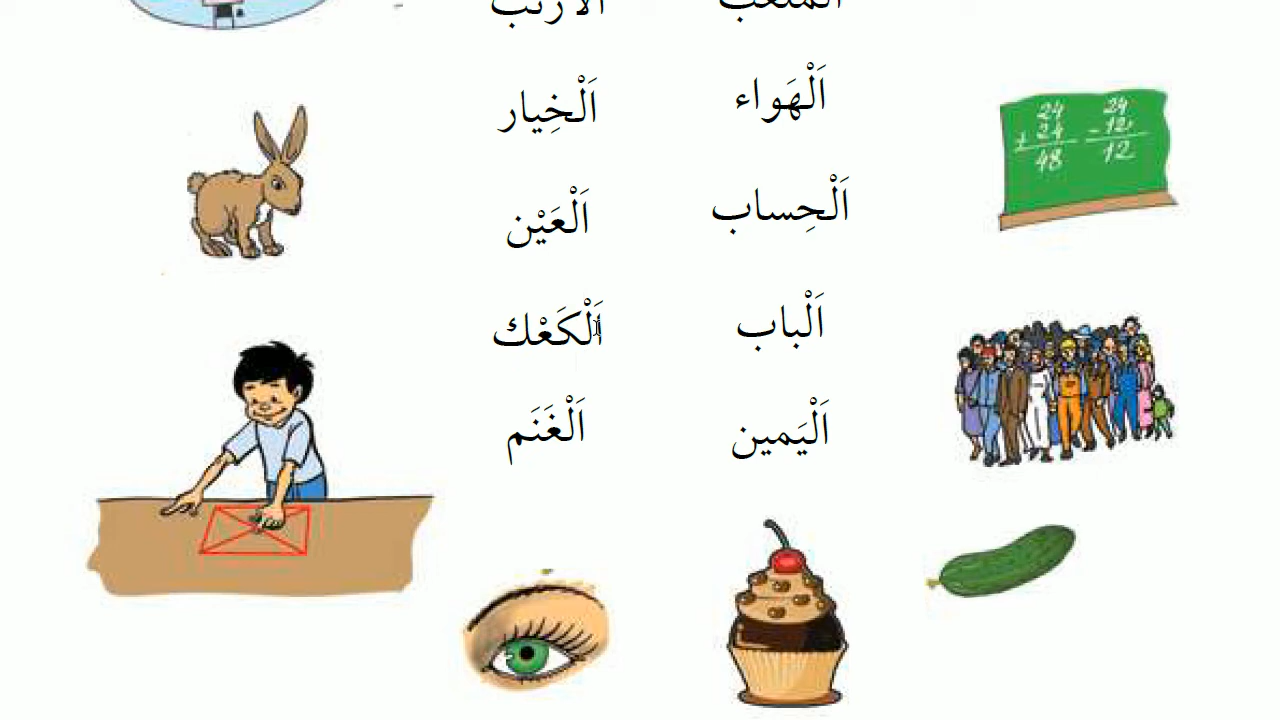 اَلْهَواء اَلْخِيار
اَلْحِساب اَلْعَيْن
اَلْباب اَلْكَعْك
اَلْيَمين اَلْغَنَم
24 24
+ 24 - 12
48 12